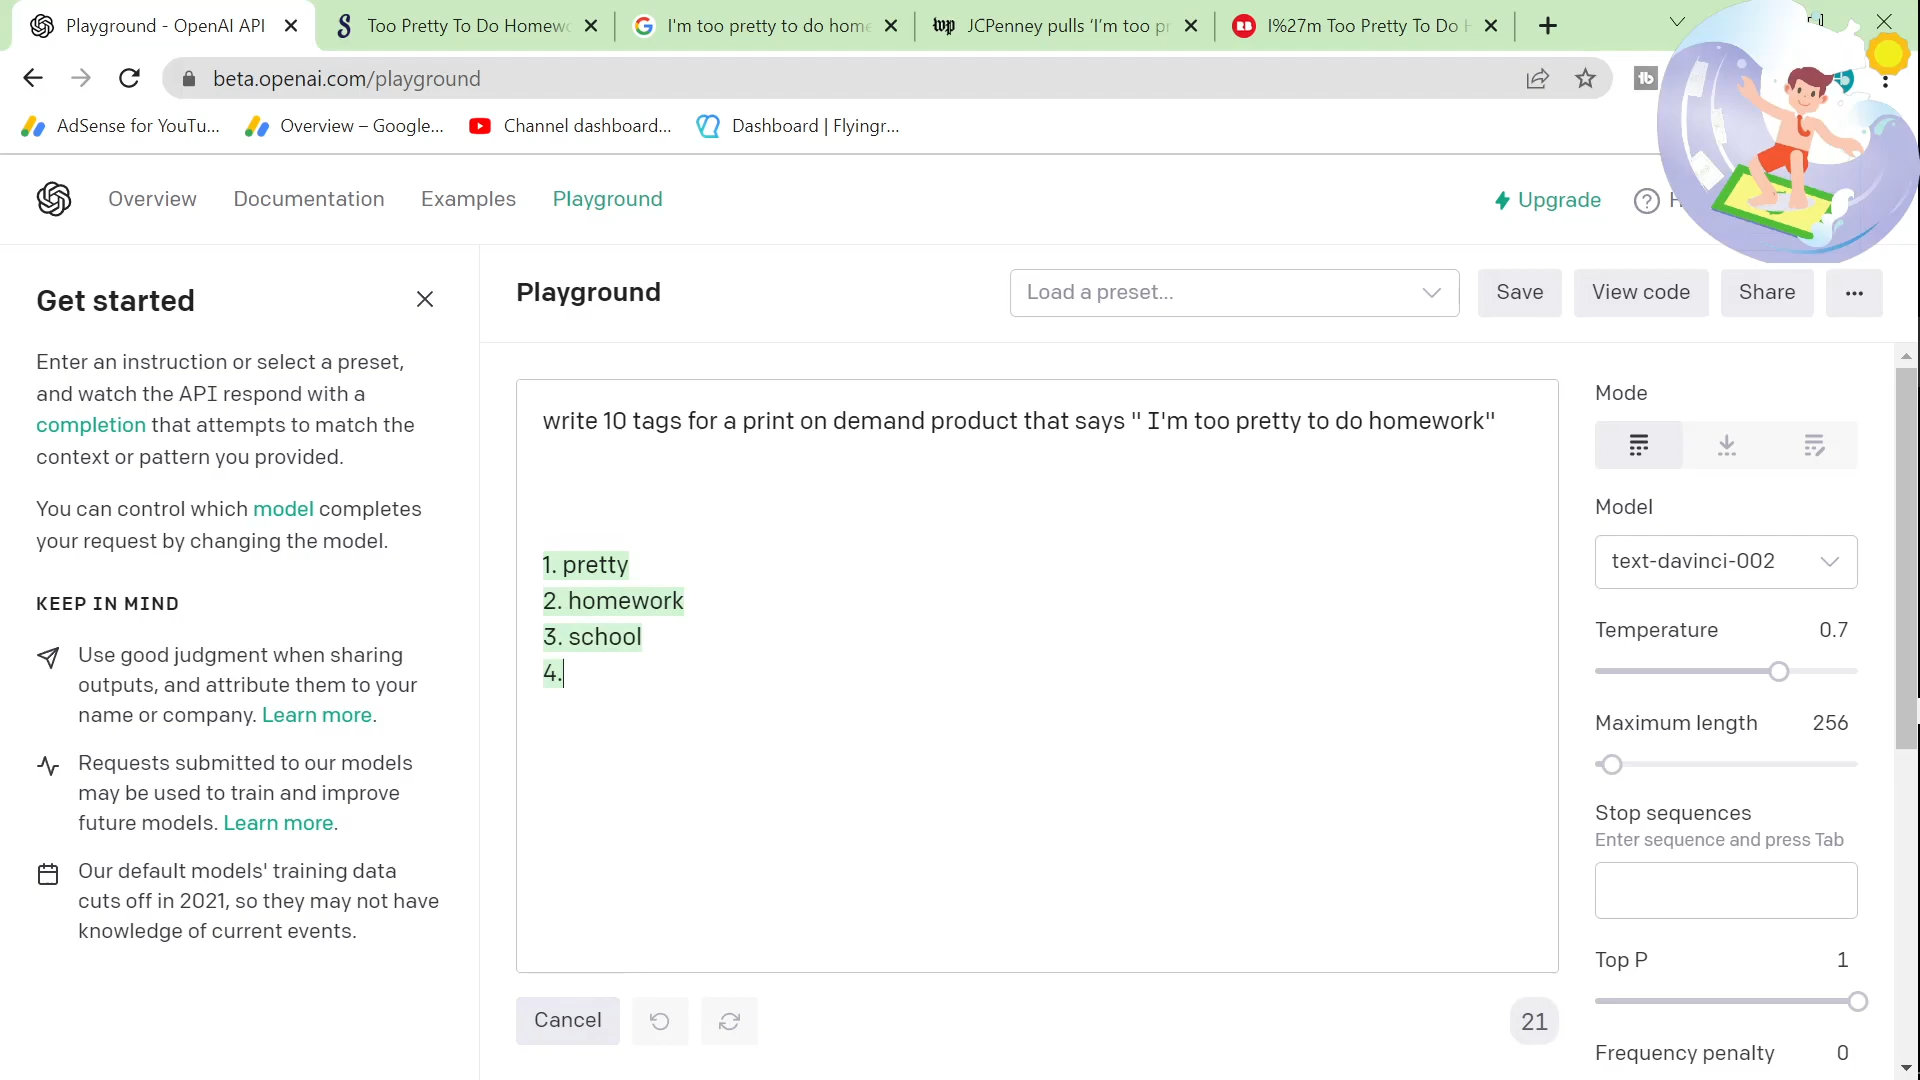 Playground - OpenAI API
Too Pretty To Do Homewo
I'm too pretty to do home
JCPenney pulls 'I'm too pr
I%27m Too Pretty To Do H
beta.openai.com/playground
AdSense for YouTu...
Overview – Google...
Channel dashboard...
Dashboard | Flyingr...
Overview
Documentation
Examples
Playground
Upgrade
H
Get started
Enter an instruction or select a preset,
and watch the API respond with a
completion that attempts to match the
context or pattern you provided.
You can control which model completes
your request by changing the model.
KEEP IN MIND
Use good judgment when sharing
outputs, and attribute them to your
name or company. Learn more.
Requests submitted to our models
may be used to train and improve
future models. Learn more.
Our default models' training data
cuts off in 2021, so they may not have
knowledge of current events.
Playground
Load a preset...
Save
View code
Share
write 10 tags for a print on demand product that says " I'm too pretty to do homework"
1. pretty
2. homework
3. school
4.
Cancel
21
Mode
Model
text-davinci-002
Temperature 0.7
Maximum length 256
Stop sequences
Enter sequence and press Tab
Top P 1
Frequency penalty 0